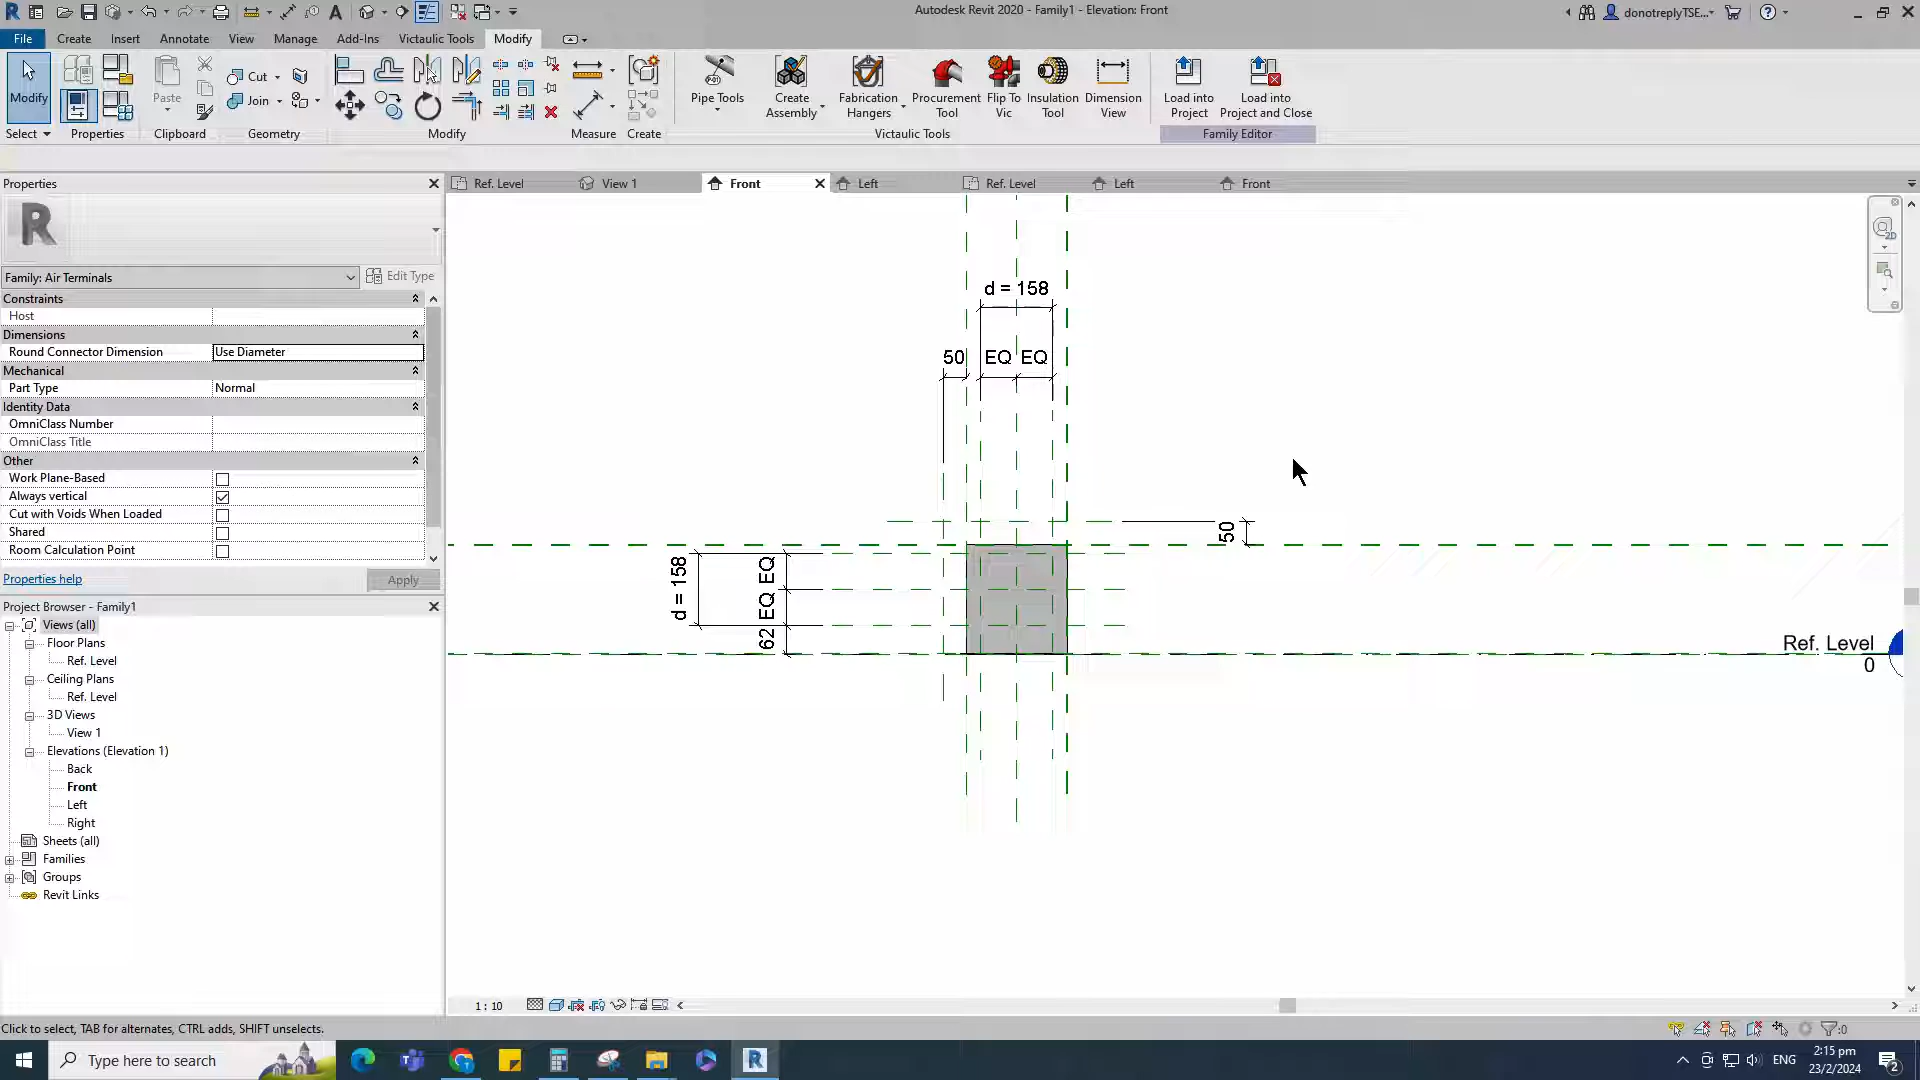 Autodesk Revit 2020 - Family1 - Elevation: Front
donotreplyTSE...
File Create Insert Annotate View Manage Add-Ins Victaulic Tools Modify
Modify
Paste
Cut
Join
Pipe Tools
Create Assembly
Fabrication Hangers
Procurement Tool
Flip To Vic
Insulation Tool
Dimension View
Load into Project
Load into Project and Close
Select Properties Clipboard Geometry Modify Measure Create Victaulic Tools Family Editor
Properties
Ref. Level View 1 Front Left Ref. Level Left Front
R
Family: Air Terminals
Edit Type
Constraints
Host
Dimensions
Round Connector Dimension Use Diameter
Mechanical
Part Type Normal
Identity Data
OmniClass Number
OmniClass Title
Other
Work Plane-Based
Always vertical
Cut with Voids When Loaded
Shared
Room Calculation Point
Properties help
Apply
Project Browser - Family1
Views (all)
Floor Plans
Ref. Level
Ceiling Plans
Ref. Level
3D Views
View 1
Elevations (Elevation 1)
Back
Front
Left
Right
Sheets (all)
Families
Groups
Revit Links
d = 158
50 EQ EQ
50
d = 158
62 EQ EQ
Ref. Level
0
1 : 10
Click to select, TAB for alternates, CTRL adds, SHIFT unselects.
:0
Type here to search
ENG
2:15 pm
23/2/2024
2